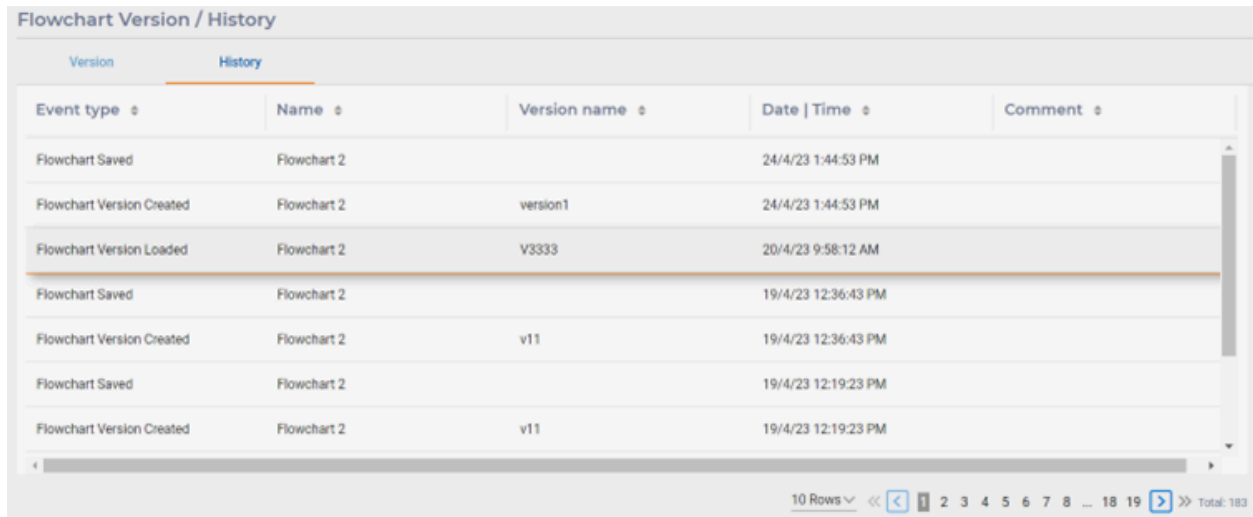 Flowchart Version / History
Version History
Event type Name Version name Date | Time Comment
Flowchart Saved Flowchart 2 24/4/23 1:44:53 PM
Flowchart Version Created Flowchart 2 version1 24/4/23 1:44:53 PM
Flowchart Version Loaded Flowchart 2 V3333 20/4/23 9:58:12 AM
Flowchart Saved Flowchart 2 19/4/23 12:36:43 PM
Flowchart Version Created Flowchart 2 v11 19/4/23 12:36:43 PM
Flowchart Saved Flowchart 2 19/4/23 12:19:23 PM
Flowchart Version Created Flowchart 2 v11 19/4/23 12:19:23 PM
10 Rows 1 2 3 4 5 6 7 8 ... 18 19 Total: 183